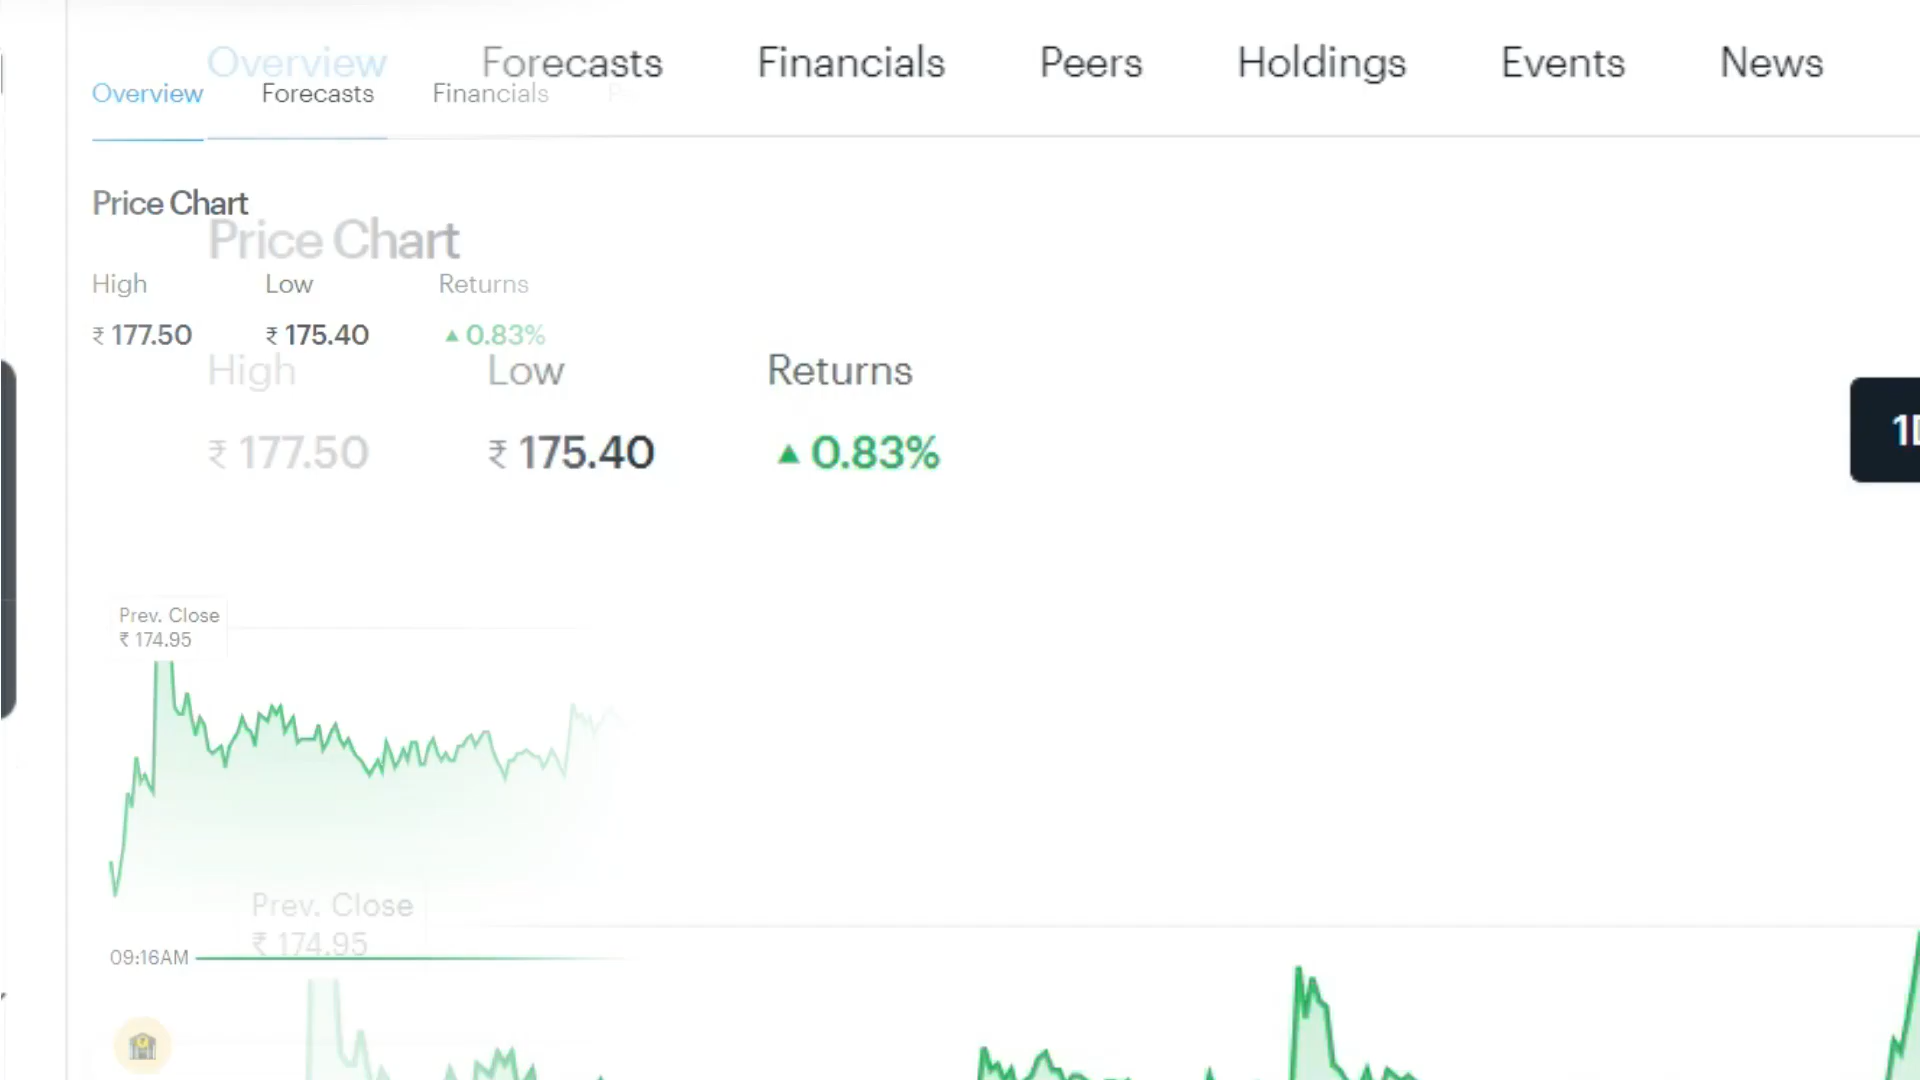 Overview Forecasts Financials Peers Holdings Events News
Overview Forecasts Financials
Price Chart
Price Chart
High Low Returns
₹ 177.50 ₹ 175.40 ▲ 0.83%
High Low Returns
₹ 177.50 ₹ 175.40 ▲ 0.83%
Prev. Close
₹ 174.95
Prev. Close
₹ 174.95
09:16AM